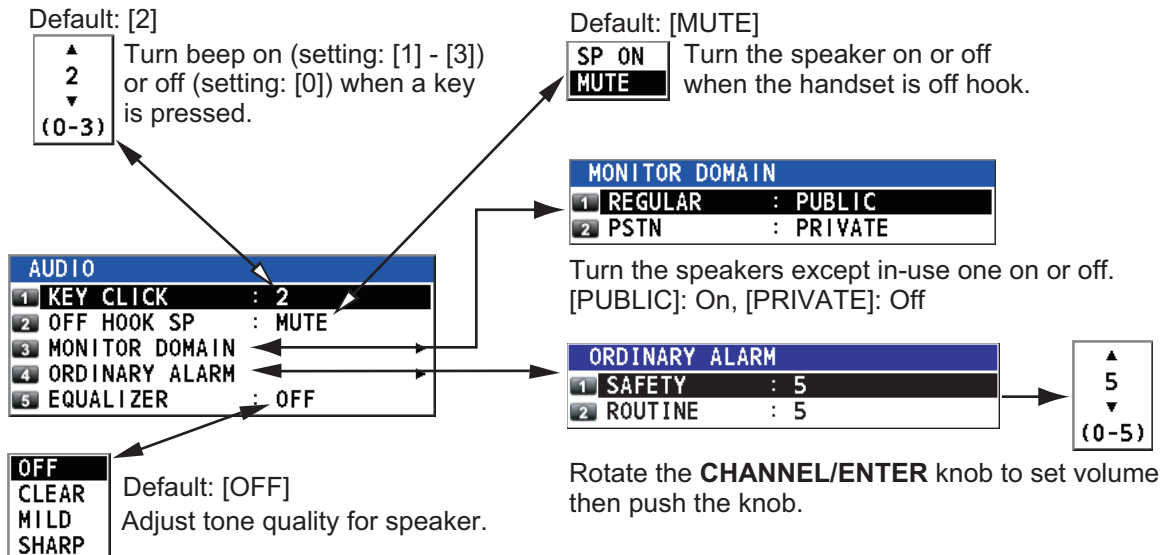 Default: [2]
▲
2
▼
(0-3)
Turn beep on (setting: [1] - [3])
or off (setting: [0]) when a key
is pressed.
Default: [MUTE]
SP ON
MUTE
Turn the speaker on or off
when the handset is off hook.
MONITOR DOMAIN
1 REGULAR : PUBLIC
2 PSTN : PRIVATE
Turn the speakers except in-use one on or off.
[PUBLIC]: On, [PRIVATE]: Off
AUDIO
1 KEY CLICK : 2
2 OFF HOOK SP : MUTE
3 MONITOR DOMAIN
4 ORDINARY ALARM
5 EQUALIZER : OFF
ORDINARY ALARM
1 SAFETY : 5
2 ROUTINE : 5
▲
5
▼
(0-5)
Rotate the CHANNEL/ENTER knob to set volume
then push the knob.
OFF
CLEAR
MILD
SHARP
Default: [OFF]
Adjust tone quality for speaker.